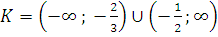 K = (−∞ ; −2/3) ∪ (−1/2 ; ∞)